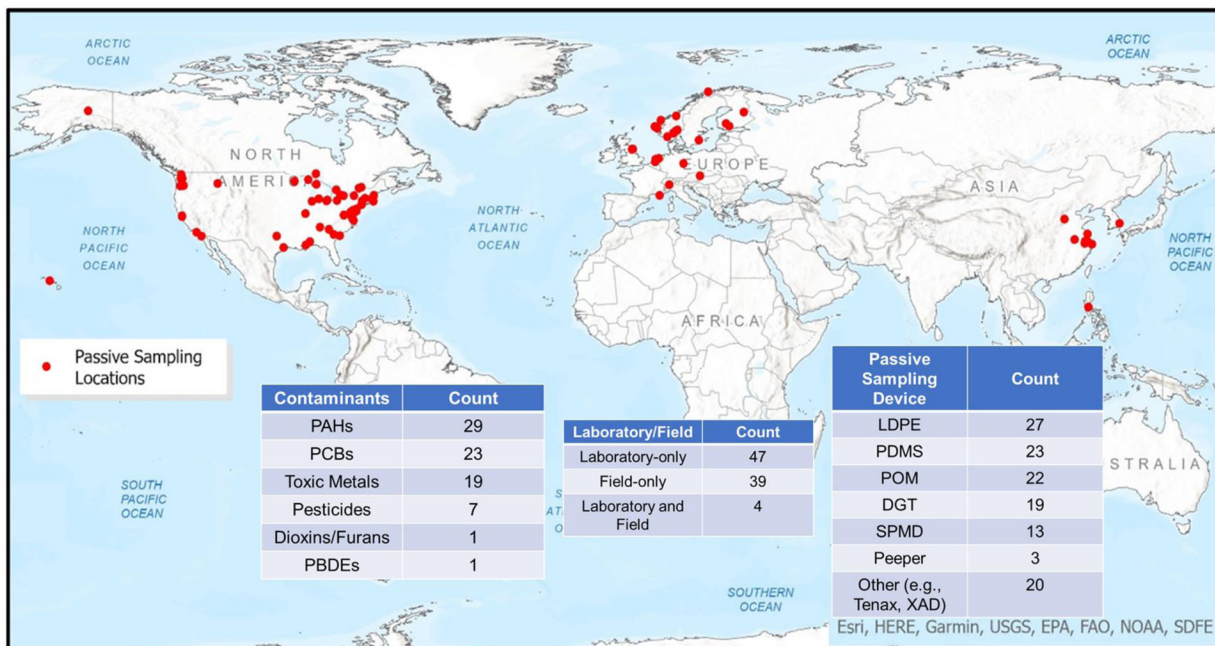 ARCTIC
OCEAN
ARCTIC
OCEAN
NORTH
AMERICA
EUROPE
ASIA
NORTH
ATLANTIC
OCEAN
NORTH
PACIFIC
OCEAN
NORTH
PACIFIC
OCEAN
AFRICA
Passive Sampling
Locations
Contaminants Count
PAHs 29
PCBs 23
Toxic Metals 19
Pesticides 7
Dioxins/Furans 1
PBDEs 1
Laboratory/Field Count
Laboratory-only 47
Field-only 39
Laboratory and
Field 4
Passive
Sampling
Device Count
LDPE 27
PDMS 23
POM 22
DGT 19
SPMD 13
Peeper 3
Other (e.g.,
Tenax, XAD) 20
STRALIA
SOUTH
PACIFIC
OCEAN
S
AT
O
SOUTHERN
OCEAN
Esri, HERE, Garmin, USGS, EPA, FAO, NOAA, SDFE